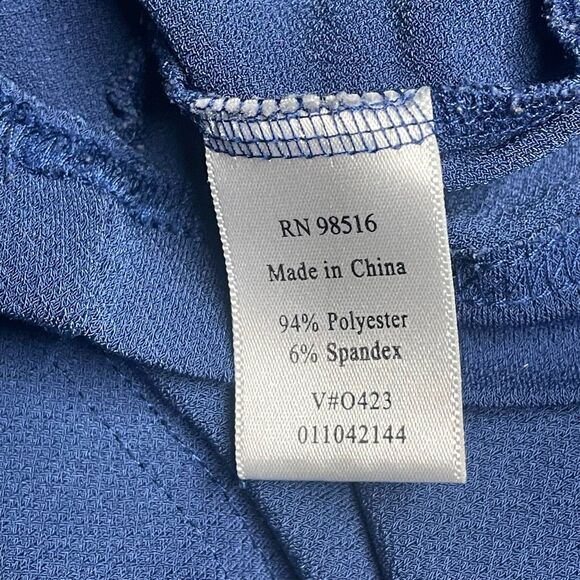 RN 98516
Made in China
94% Polyester
6% Spandex
V#O423
011042144